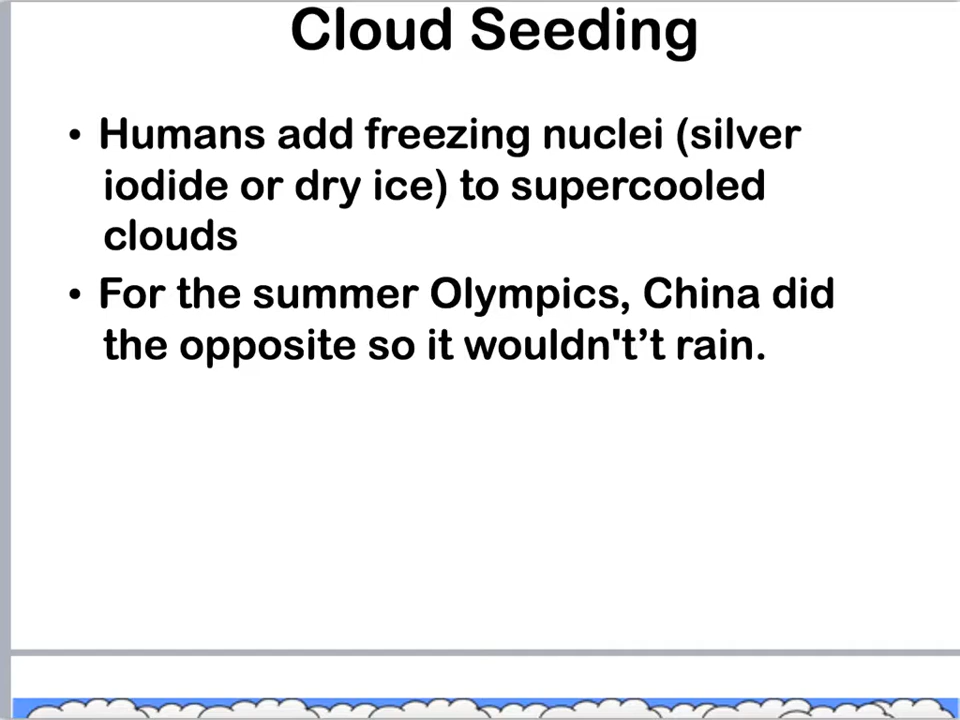 Cloud Seeding
• Humans add freezing nuclei (silver
iodide or dry ice) to supercooled
clouds
• For the summer Olympics, China did
the opposite so it wouldn't’t rain.